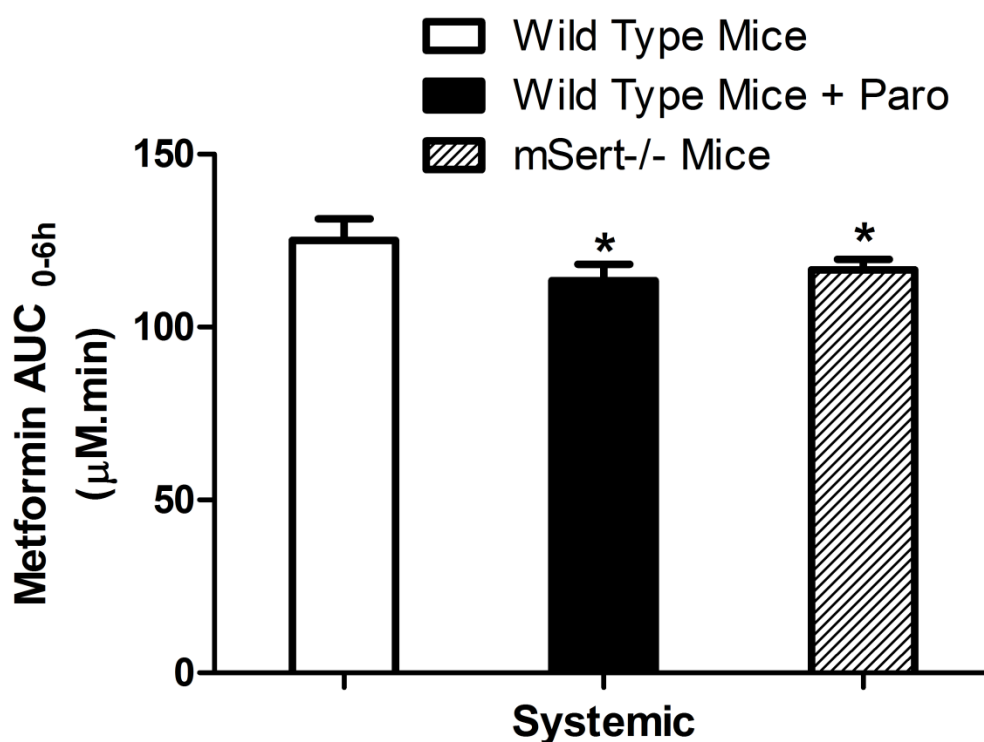 Wild Type Mice
Wild Type Mice + Paro
mSert-/- Mice
Metformin AUC 0-6h
(μM.min)
150
100
50
0
*
*
Systemic